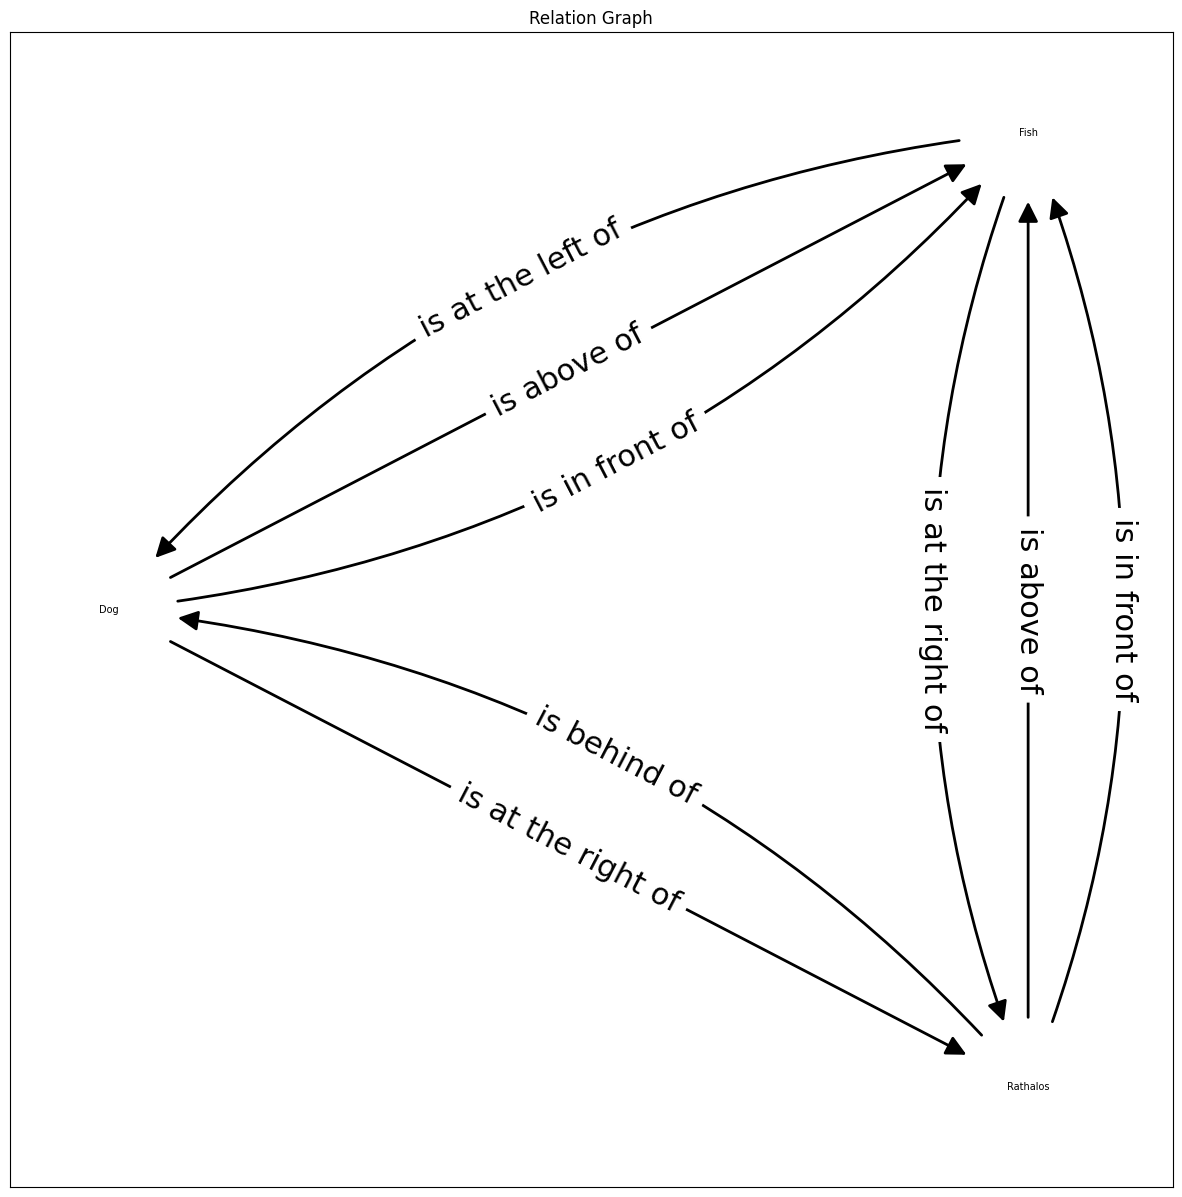 Relation Graph
Fish
is at the left of
is above of
is in front of
is at the right of
is above of
is in front of
Dog
is behind of
is at the right of
Rathalos